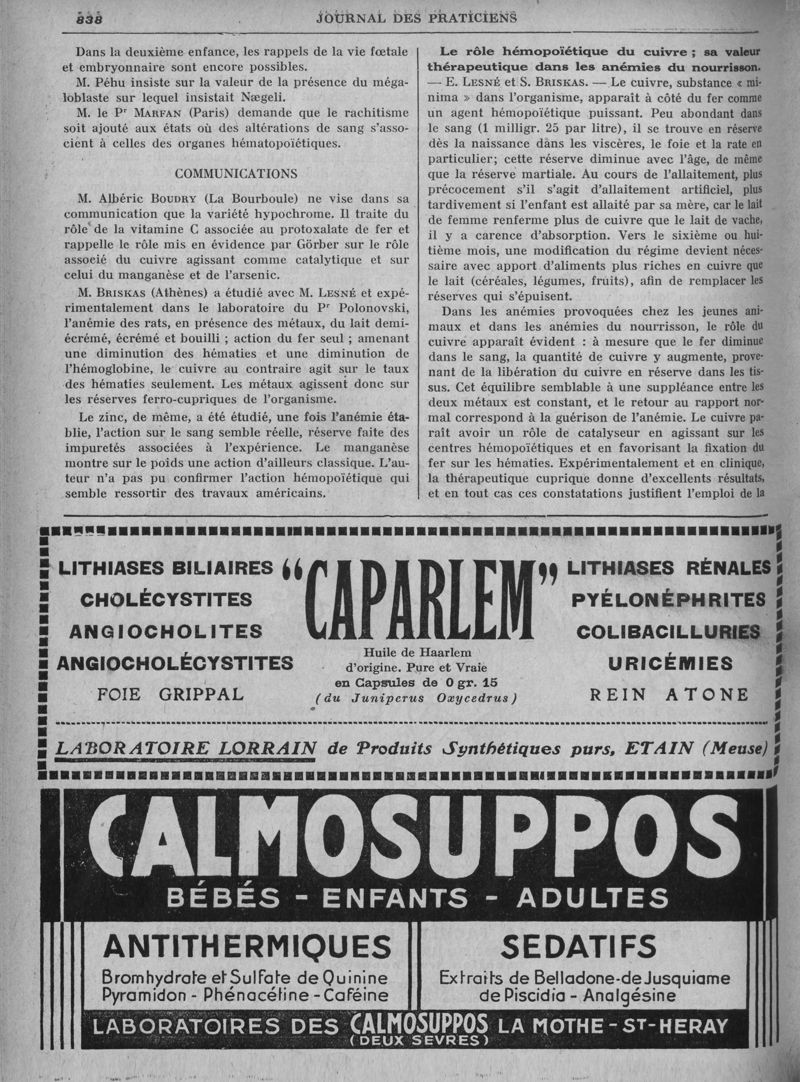 838
JOURNAL DES PRATICIENS
Dans la deuxième enfance, les rappels de la vie fœtale
et embryonnaire sont encore possibles.
M. Péhu insiste sur la valeur de la présence du méga-
loblaste sur lequel insistait Nægeli.
M. le Pr MARFAN (Paris) demande que le rachitisme
soit ajouté aux états où des altérations de sang s'asso-
cient à celles des organes hématopoïétiques.
COMMUNICATIONS
M. Albéric BOUDRY (La Bourboule) ne vise dans sa
communication que la variété hypochrome. Il traite du
rôle de la vitamine C associée au protoxalate de fer et
rappelle le rôle mis en évidence par Görber sur le rôle
associé du cuivre agissant comme catalytique et sur
celui du manganèse et de l'arsenic.
M. BRISKAS (Athènes) a étudié avec M. LESNÉ et expé-
rimentalement dans le laboratoire du Pr Polonovski,
l'anémie des rats, en présence des métaux, du lait demi-
écrémé, écrémé et bouilli ; action du fer seul ; amenant
une diminution des hématies et une diminution de
l'hémoglobine, le cuivre au contraire agit sur le taux
des hématies seulement. Les métaux agissent donc sur
les réserves ferro-cupriques de l'organisme.
Le zinc, de même, a été étudié, une fois l'anémie éta-
blie, l'action sur le sang semble réelle, réserve faite des
impuretés associées à l'expérience. Le manganèse
montre sur le poids une action d'ailleurs classique. L'au-
teur n'a pas pu confirmer l'action hémopoïétique qui
semble ressortir des travaux américains.
Le rôle hémopoïétique du cuivre ; sa valeur
thérapeutique dans les anémies du nourrisson.
— E. LESNÉ et S. BRISKAS. — Le cuivre, substance « mi-
nima » dans l'organisme, apparaît à côté du fer comme
un agent hémopoïétique puissant. Peu abondant dans
le sang (1 milligr. 25 par litre), il se trouve en réserve
dès la naissance dans les viscères, le foie et la rate en
particulier; cette réserve diminue avec l'âge, de même
que la réserve martiale. Au cours de l'allaitement, plus
précocement s'il s'agit d'allaitement artificiel, plus
tardivement si l'enfant est allaité par sa mère, car le lait
de femme renferme plus de cuivre que le lait de vache,
il y a carence d'absorption. Vers le sixième ou hui-
tième mois, une modification du régime devient néces-
saire avec apport d'aliments plus riches en cuivre que
le lait (céréales, légumes, fruits), afin de remplacer les
réserves qui s'épuisent.
Dans les anémies provoquées chez les jeunes ani-
maux et dans les anémies du nourrisson, le rôle du
cuivre apparaît évident : à mesure que le fer diminue
dans le sang, la quantité de cuivre y augmente, prove-
nant de la libération du cuivre en réserve dans les tis-
sus. Cet équilibre semblable à une suppléance entre les
deux métaux est constant, et le retour au rapport nor-
mal correspond à la guérison de l'anémie. Le cuivre pa-
raît avoir un rôle de catalyseur en agissant sur les
centres hémopoïétiques et en favorisant la fixation du
fer sur les hématies. Expérimentalement et en clinique,
la thérapeutique cuprique donne d'excellents résultats,
et en tout cas ces constatations justifient l'emploi de la
LITHIASES BILIAIRES
CHOLÉCYSTITES
ANGIOCHOLITES
ANGIOCHOLÉCYSTITES
FOIE GRIPPAL
"CAPARLEM"
Huile de Haarlem
d'origine. Pure et Vraie
en Capsules de 0 gr. 15
(du Juniperus Oxycedrus)
LITHIASES RÉNALES
PYÉLONÉPHRITES
COLIBACILLURIES
URICÉMIES
REIN ATONE
LABORATOIRE LORRAIN de Produits Synthétiques purs, ETAIN (Meuse)
CALMOSUPPOS
BÉBÉS - ENFANTS - ADULTES
ANTITHERMIQUES
Bromhydrate et Sulfate de Quinine
Pyramidon - Phénacétine - Caféine
SEDATIFS
Extraits de Belladone-de Jusquiame
de Piscidia - Analgésine
LABORATOIRES DES CALMOSUPPOS LA MOTHE-ST-HERAY
(DEUX SEVRES)